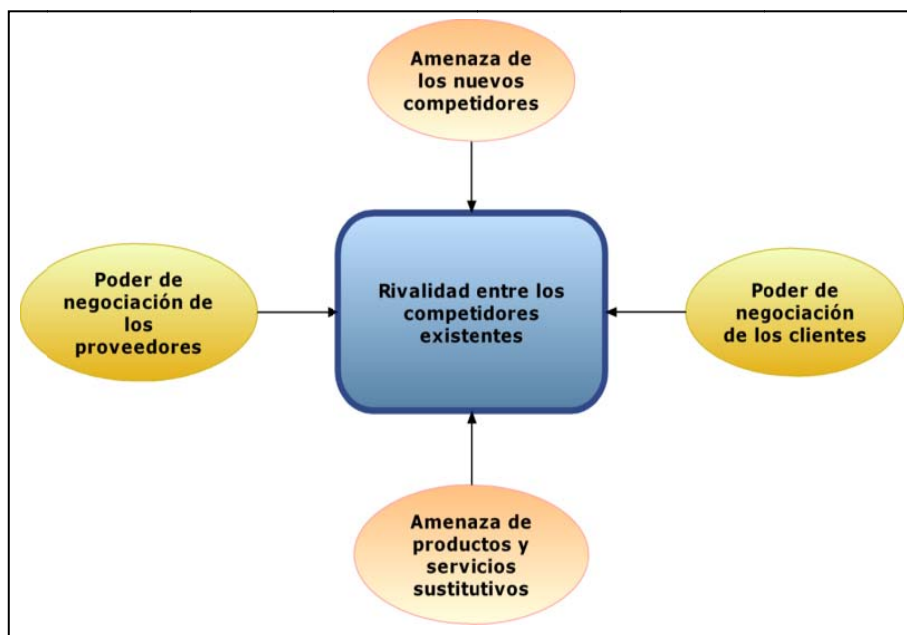 Amenaza de
los nuevos
competidores
Poder de
negociación de
los
proveedores
Rivalidad entre los
competidores
existentes
Poder de
negociación
de los clientes
Amenaza de
productos y
servicios
sustitutivos